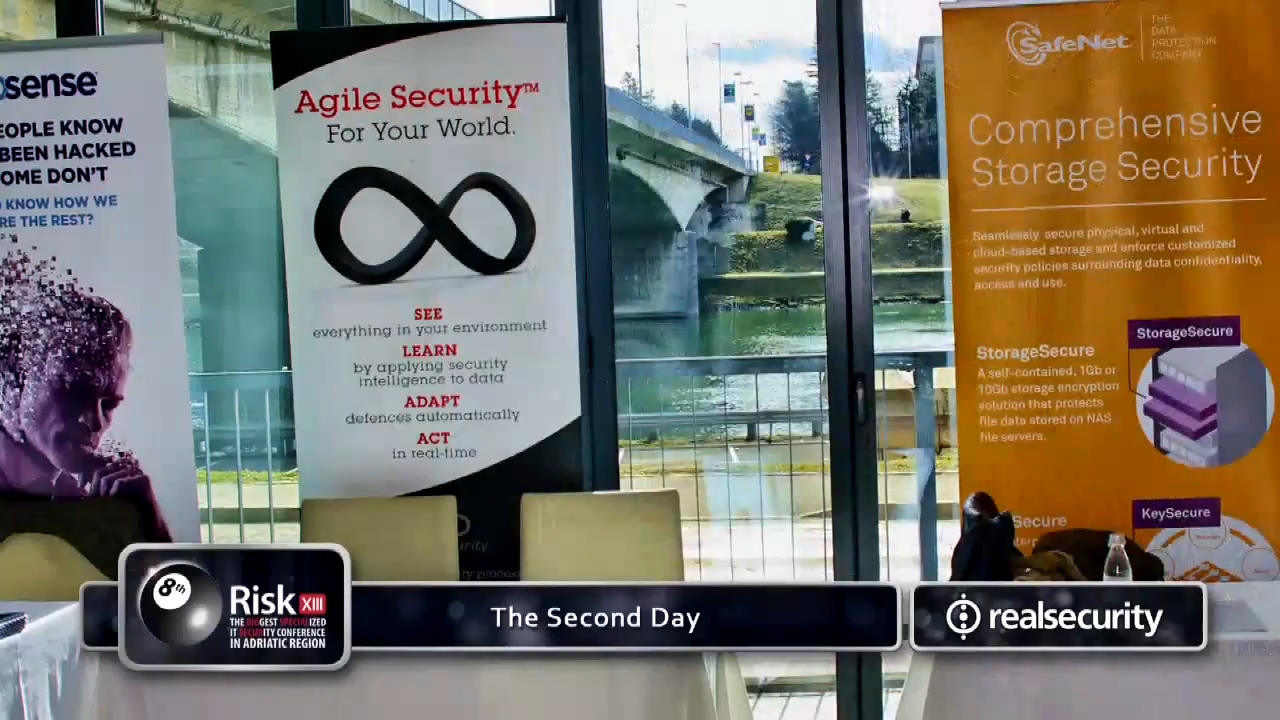 sense
EOPLE KNOW
BEEN HACKED
OME DON'T
KNOW HOW WE
RE THE REST?
Agile Security™
For Your World.
SEE
everything in your environment
LEARN
by applying security
intelligence to data
ADAPT
defences automatically
ACT
in real-time
SafeNet
THE
DATA
PROTECTION
COMPANY
Comprehensive
Storage Security
Seamlessly secure physical, virtual and
cloud-based storage and enforce customized
security policies surrounding data confidentiality,
access and use.
StorageSecure
StorageSecure
A self-contained, 1Gb or
10Gb storage encryption
solution that protects
file data stored on NAS
file servers.
KeySecure
Secure
8th
Risk XIII
THE BIGGEST SPECIALIZED
IT SECURITY CONFERENCE
IN ADRIATIC REGION
The Second Day
realsecurity